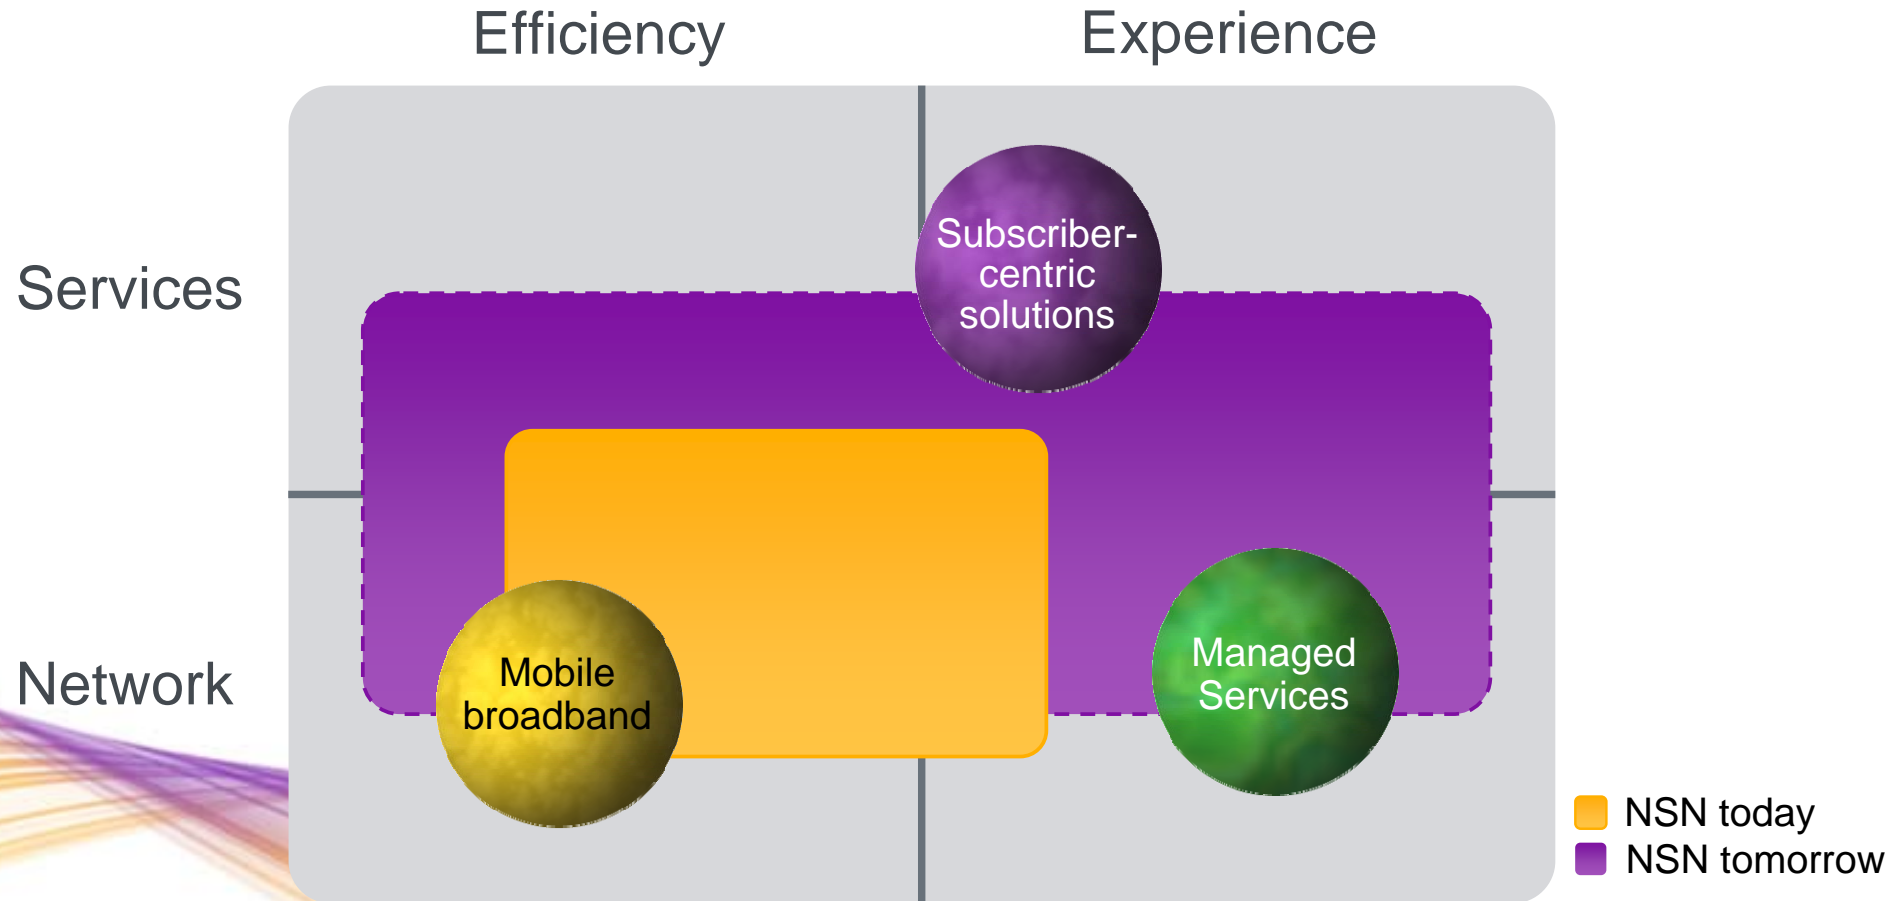 Efficiency
Experience
Services
Subscriber-
centric
solutions
Network
Mobile
broadband
Managed
Services
NSN today
NSN tomorrow